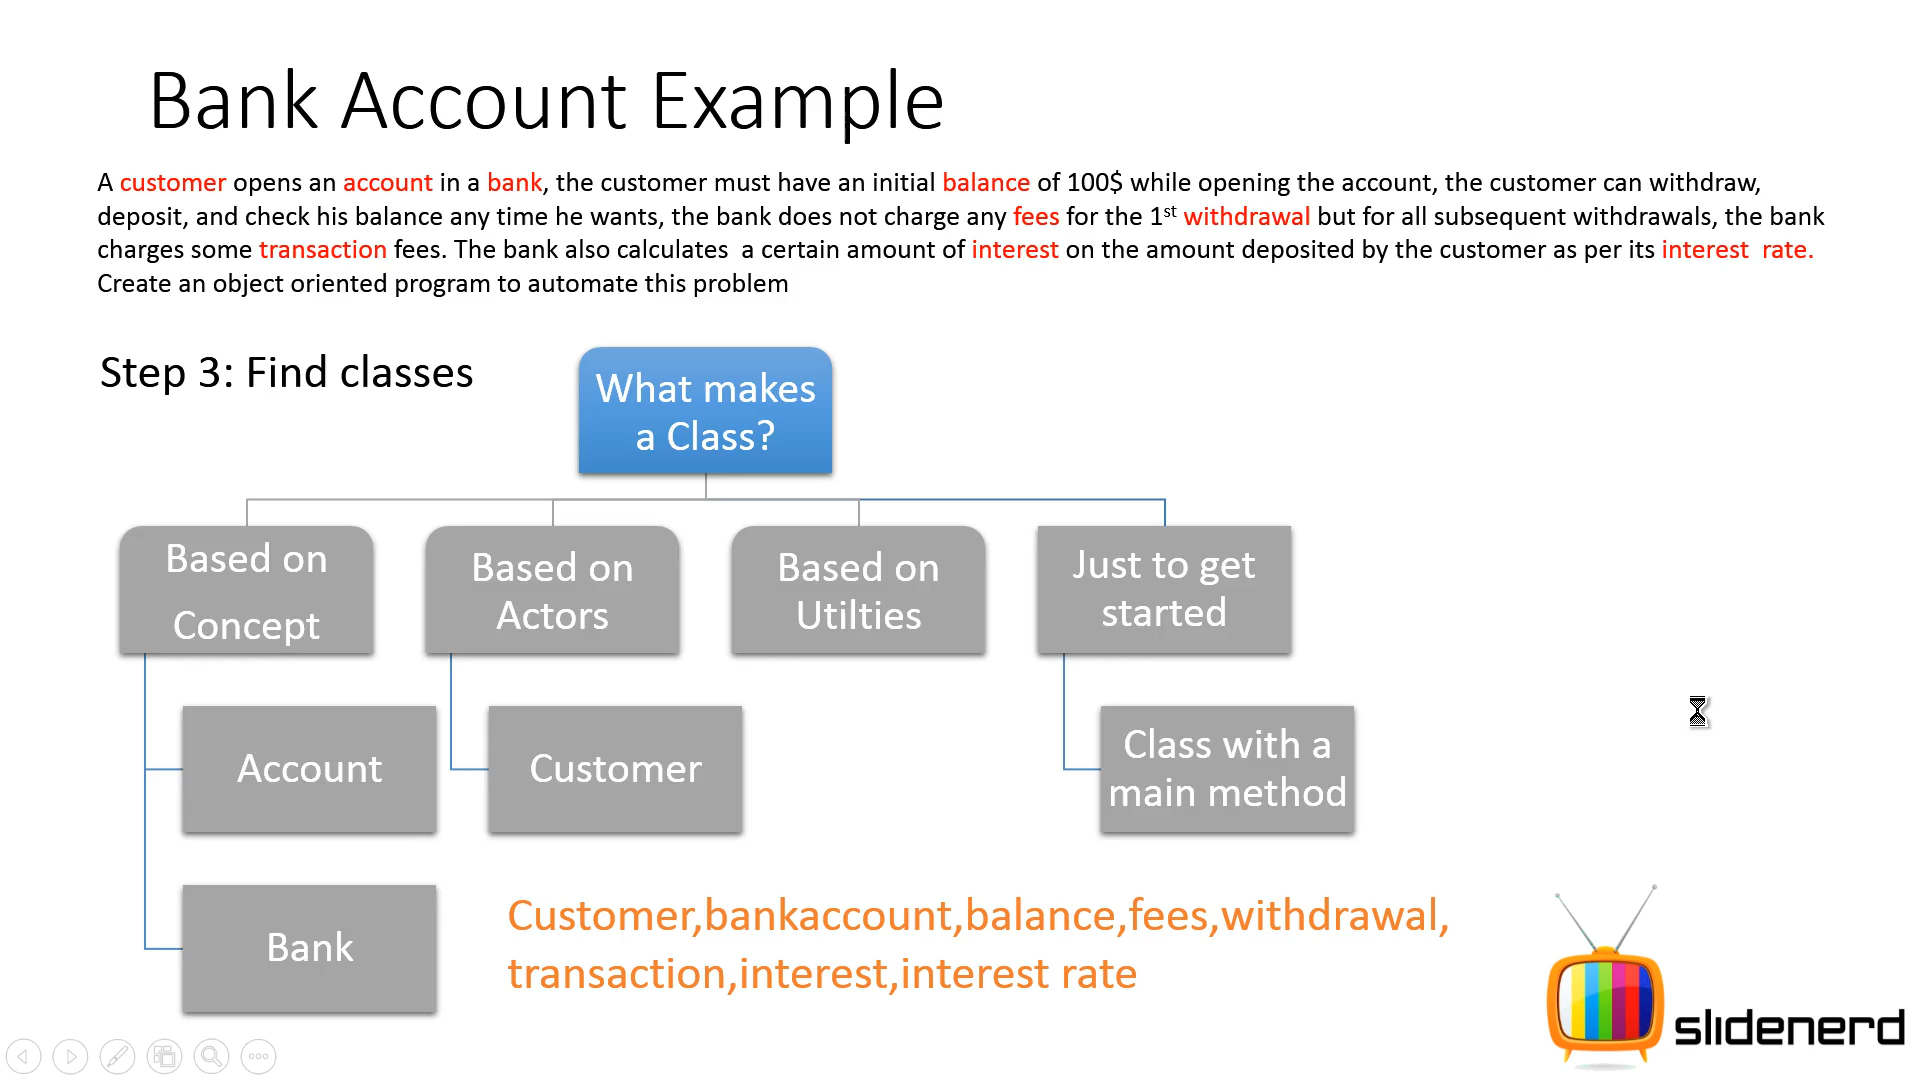 Bank Account Example
A customer opens an account in a bank, the customer must have an initial balance of 100$ while opening the account, the customer can withdraw,
deposit, and check his balance any time he wants, the bank does not charge any fees for the 1st withdrawal but for all subsequent withdrawals, the bank
charges some transaction fees. The bank also calculates a certain amount of interest on the amount deposited by the customer as per its interest rate.
Create an object oriented program to automate this problem
Step 3: Find classes
What makes
a Class?
Based on
Concept
Based on
Actors
Based on
Utilties
Just to get
started
Account
Customer
Class with a
main method
Bank
Customer,bankaccount,balance,fees,withdrawal,
transaction,interest,interest rate
slidenerd